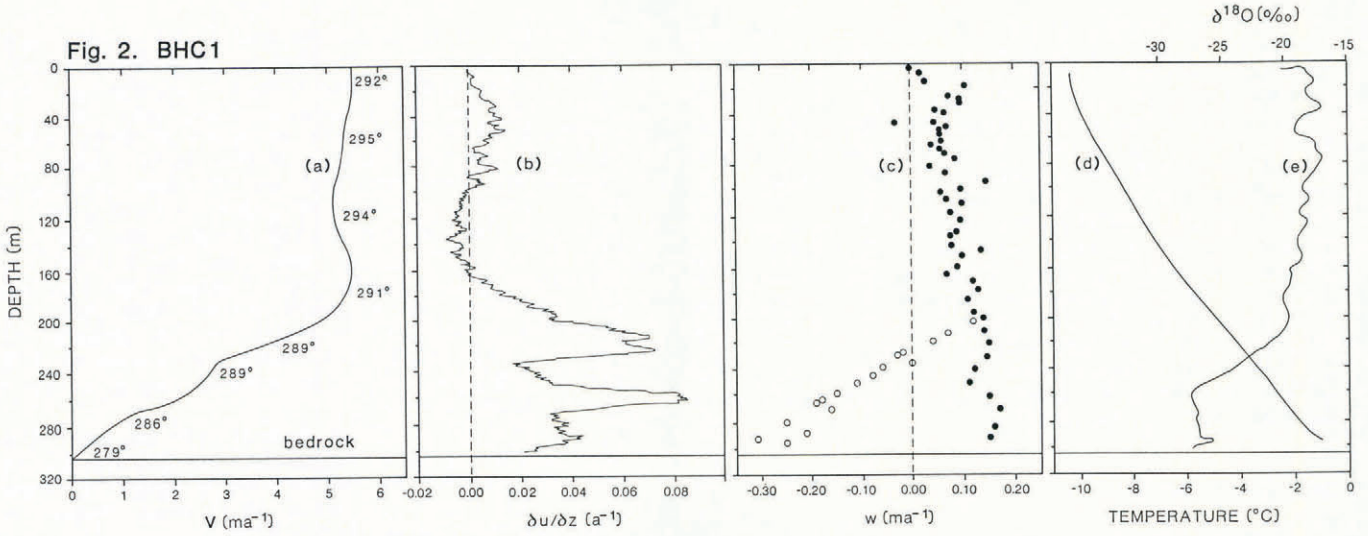 Fig. 2. BHC1
δ¹⁸O (o/oo)
-30 -25 -20 -15
0
40
80
120
160
200
240
280
320
DEPTH (m)
292°
295°
(a)
294°
291°
289°
289°
286°
279°
bedrock
(b)
(c)
(d)
(e)
0 1 2 3 4 5 6
V (ma⁻¹)
-0.02 0.00 0.02 0.04 0.06 0.08
δu/δz (a⁻¹)
-0.30 -0.20 0.00 0.10 0.20
w (ma⁻¹)
-10 -8 -6 -4 -2 0
TEMPERATURE (°C)